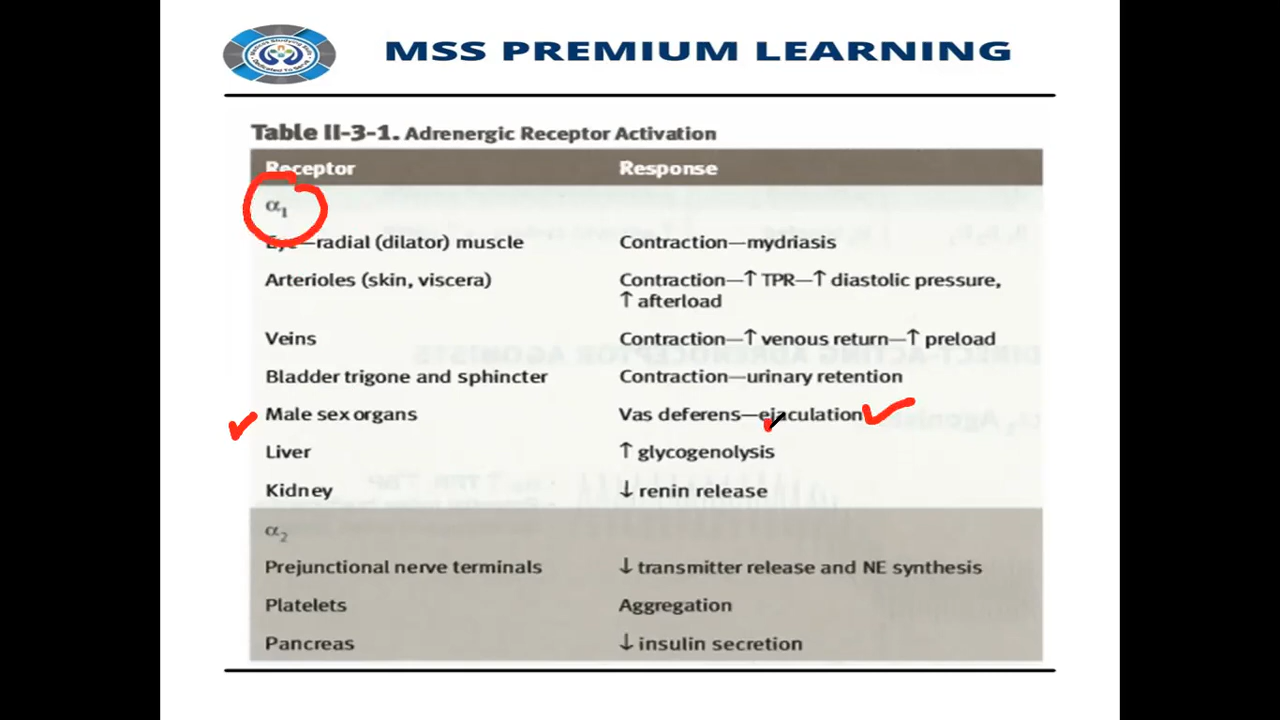 MSS PREMIUM LEARNING
Table II-3-1. Adrenergic Receptor Activation
Receptor Response
α₁
Eye—radial (dilator) muscle Contraction—mydriasis
Arterioles (skin, viscera) Contraction—↑ TPR—↑ diastolic pressure,
↑ afterload
Veins Contraction—↑ venous return—↑ preload
Bladder trigone and sphincter Contraction—urinary retention
Male sex organs Vas deferens—ejaculation
Liver ↑ glycogenolysis
Kidney ↓ renin release
α₂
Prejunctional nerve terminals ↓ transmitter release and NE synthesis
Platelets Aggregation
Pancreas ↓ insulin secretion